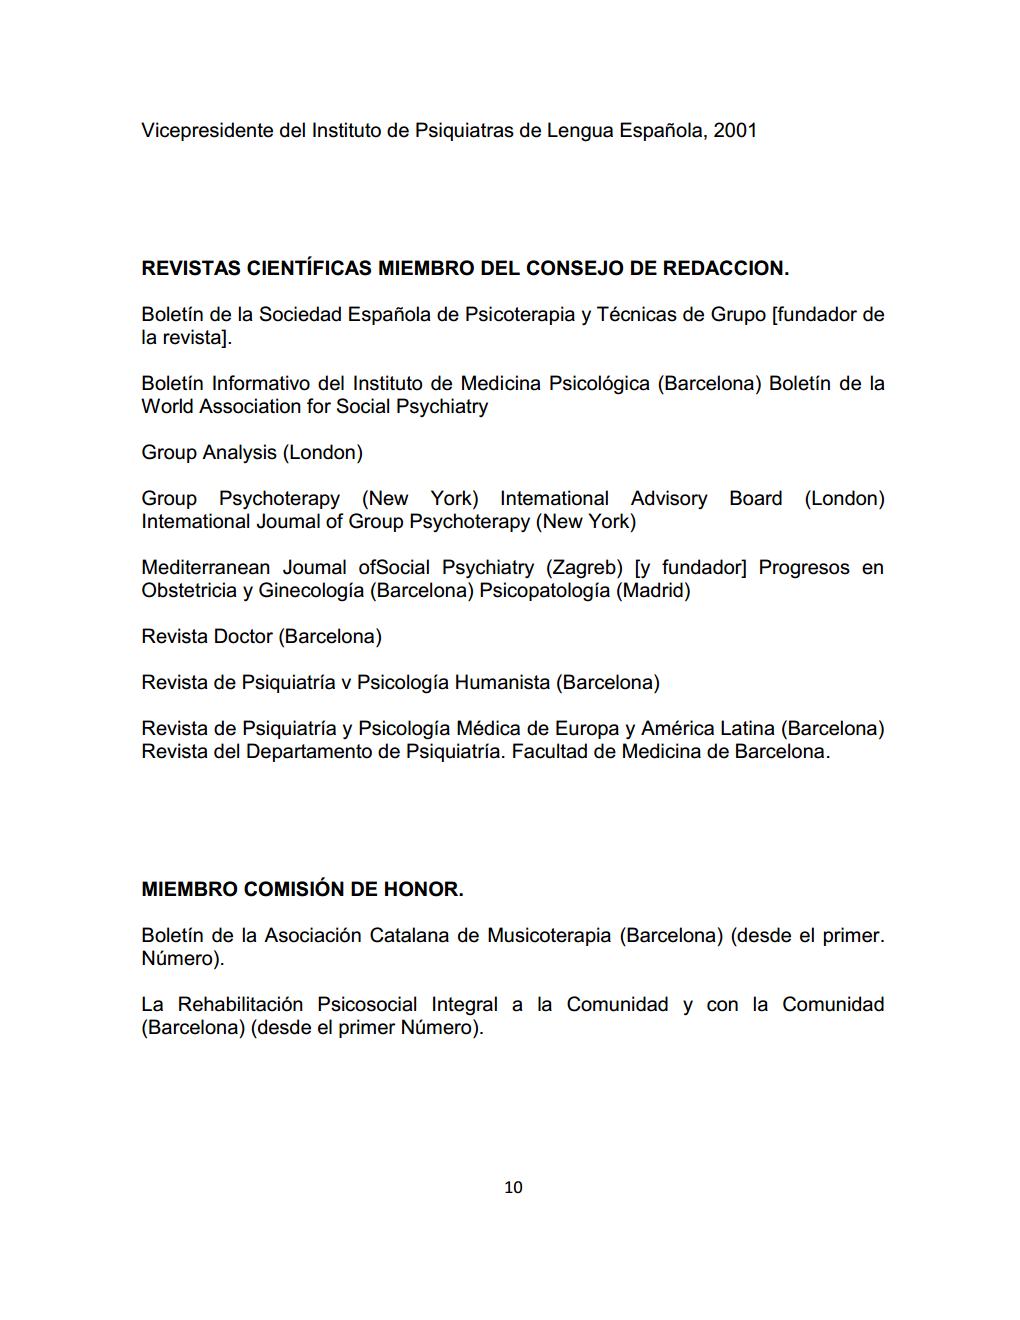 Vicepresidente del Instituto de Psiquiatras de Lengua Española, 2001
REVISTAS CIENTÍFICAS MIEMBRO DEL CONSEJO DE REDACCION.
Boletín de la Sociedad Española de Psicoterapia y Técnicas de Grupo [fundador de
la revista].
Boletín Informativo del Instituto de Medicina Psicológica (Barcelona) Boletín de la
World Association for Social Psychiatry
Group Analysis (London)
Group Psychoterapy (New York) International Advisory Board (London)
International Joumal of Group Psychoterapy (New York)
Mediterranean Joumal ofSocial Psychiatry (Zagreb) [y fundador] Progresos en
Obstetricia y Ginecología (Barcelona) Psicopatología (Madrid)
Revista Doctor (Barcelona)
Revista de Psiquiatría v Psicología Humanista (Barcelona)
Revista de Psiquiatría y Psicología Médica de Europa y América Latina (Barcelona)
Revista del Departamento de Psiquiatría. Facultad de Medicina de Barcelona.
MIEMBRO COMISIÓN DE HONOR.
Boletín de la Asociación Catalana de Musicoterapia (Barcelona) (desde el primer.
Número).
La Rehabilitación Psicosocial Integral a la Comunidad y con la Comunidad
(Barcelona) (desde el primer Número).
10